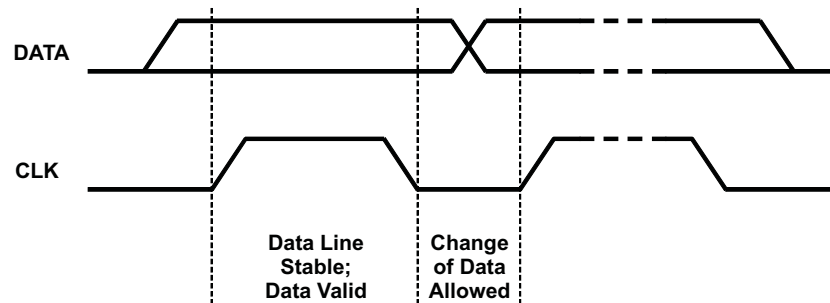 DATA
CLK
Data Line
Stable;
Data Valid
Change
of Data
Allowed